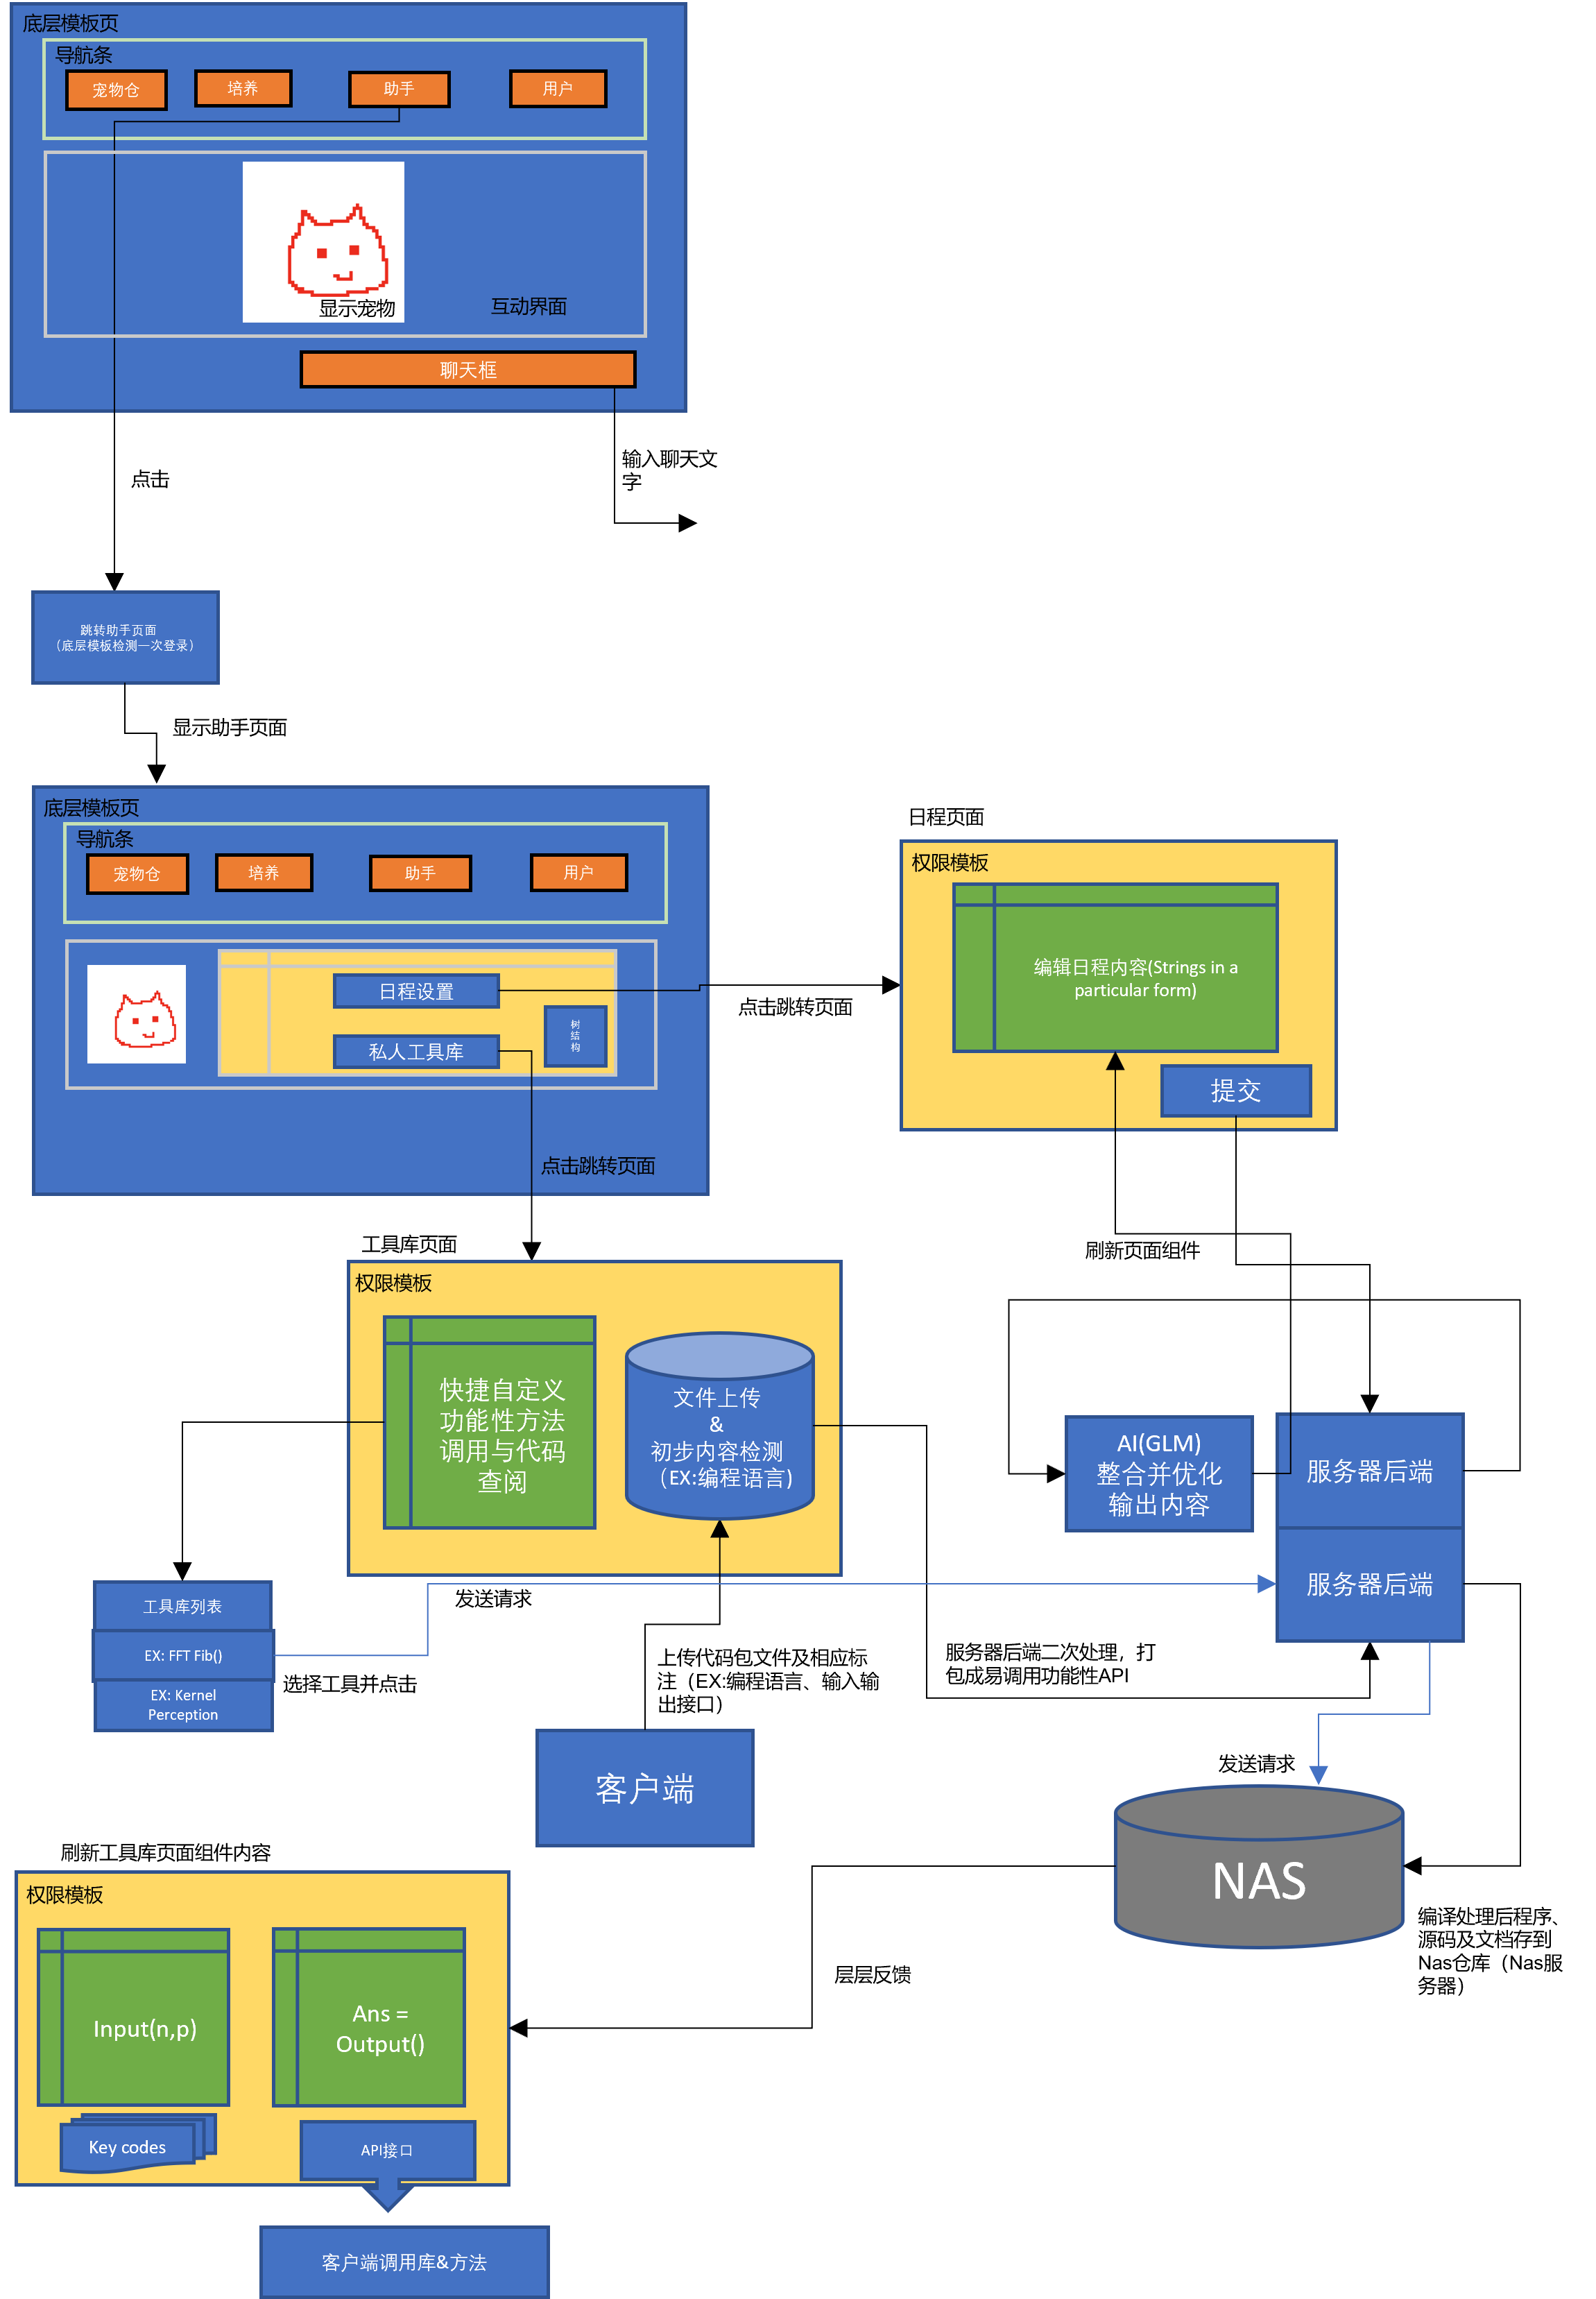 底层模板页
导航条
宠物仓
培养
助手
用户
显示宠物
互动界面
聊天框
点击
输入聊天文
字
跳转助手页面
（底层模板检测一次登录）
显示助手页面
底层模板页
导航条
宠物仓
培养
助手
用户
日程设置
私人工具库
树
结
构
点击跳转页面
点击跳转页面
日程页面
权限模板
编辑日程内容(Strings in a
particular form)
提交
刷新页面组件
工具库页面
权限模板
快捷自定义
功能性方法
调用与代码
查阅
文件上传
&
初步内容检测
（EX:编程语言)
AI(GLM)
整合并优化
输出内容
服务器后端
服务器后端
工具库列表
EX: FFT Fib()
EX: Kernel
Perception
发送请求
选择工具并点击
上传代码包文件及相应标
注（EX:编程语言、输入输
出接口）
服务器后端二次处理，打
包成易调用功能性API
客户端
发送请求
NAS
编译处理后程序、
源码及文档存到
Nas仓库（Nas服
务器）
层层反馈
刷新工具库页面组件内容
权限模板
Input(n,p)
Ans =
Output()
Key codes
API接口
客户端调用库&方法